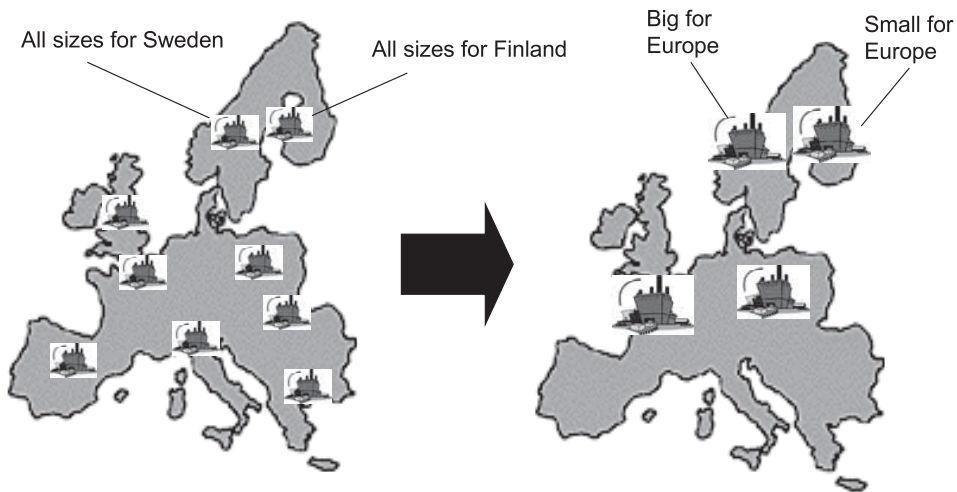 All sizes for Sweden
All sizes for Finland
Big for
Europe
Small for
Europe